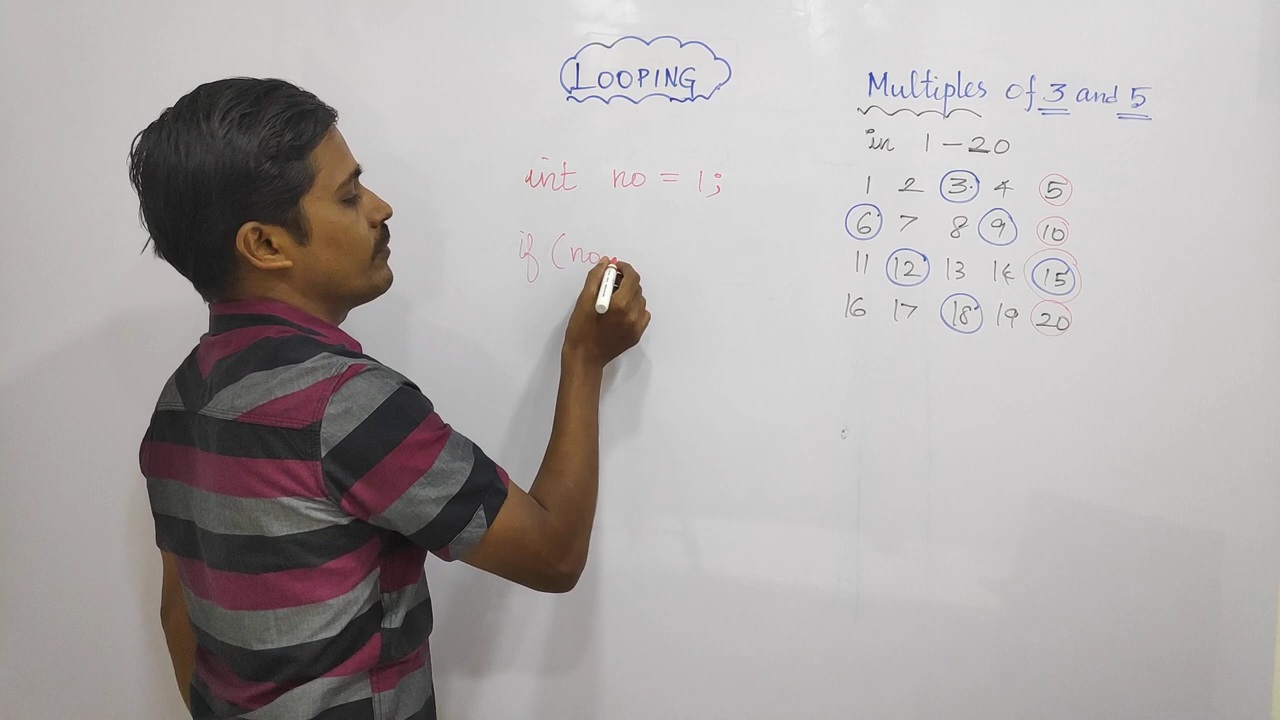 LOOPING
int no = 1;
if (no
Multiples of 3 and 5
in 1 - 20
1 2 3 4 5
6 7 8 9 10
11 12 13 14 15
16 17 18 19 20